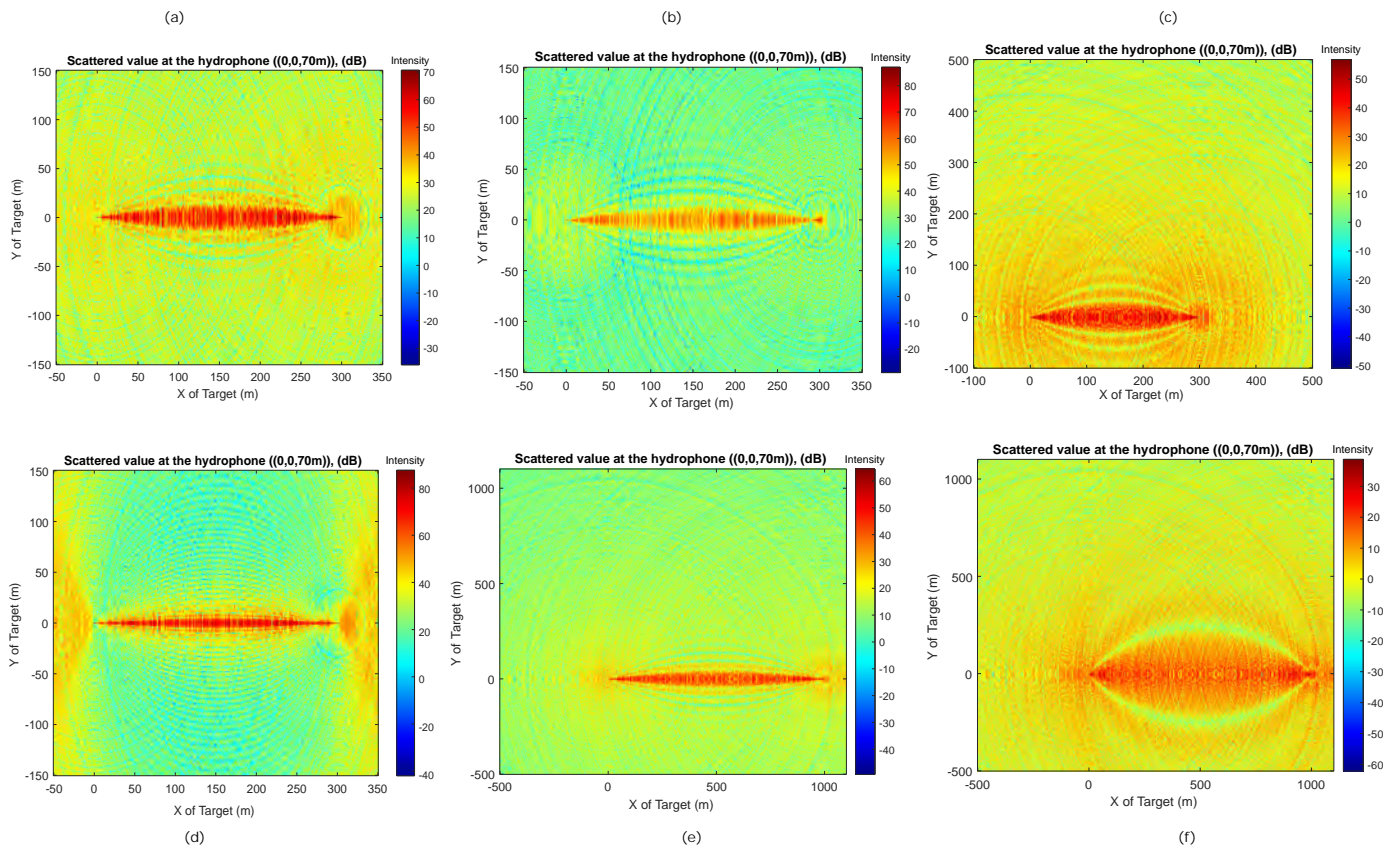 (a)
(b)
(c)
Scattered value at the hydrophone ((0,0,70m)), (dB)
Intensity
150
100
50
0
-50
-100
-150
-50 0 50 100 150 200 250 300 350
X of Target (m)
Y of Target (m)
70
60
50
40
30
20
10
0
-10
-20
-30
Scattered value at the hydrophone ((0,0,70m)), (dB)
Intensity
150
100
50
0
-50
-100
-150
-50 0 50 100 150 200 250 300 350
X of Target (m)
Y of Target (m)
80
70
60
50
40
30
20
10
0
-10
-20
Scattered value at the hydrophone ((0,0,70m)), (dB)
Intensity
500
400
300
200
100
0
-100
-100 0 100 200 300 400 500
X of Target (m)
Y of Target (m)
50
40
30
20
10
0
-10
-20
-30
-40
-50
Scattered value at the hydrophone ((0,0,70m)), (dB)
Intensity
150
100
50
0
-50
-100
-150
-50 0 50 100 150 200 250 300 350
X of Target (m)
Y of Target (m)
80
60
40
20
0
-20
-40
(d)
Scattered value at the hydrophone ((0,0,70m)), (dB)
Intensity
1000
500
0
-500
-500 0 500 1000
X of Target (m)
Y of Target (m)
60
50
40
30
20
10
0
-10
-20
-30
-40
(e)
Scattered value at the hydrophone ((0,0,70m)), (dB)
Intensity
1000
500
0
-500
-500 0 500 1000
X of Target (m)
Y of Target (m)
30
20
10
0
-10
-20
-30
-40
-50
-60
(f)